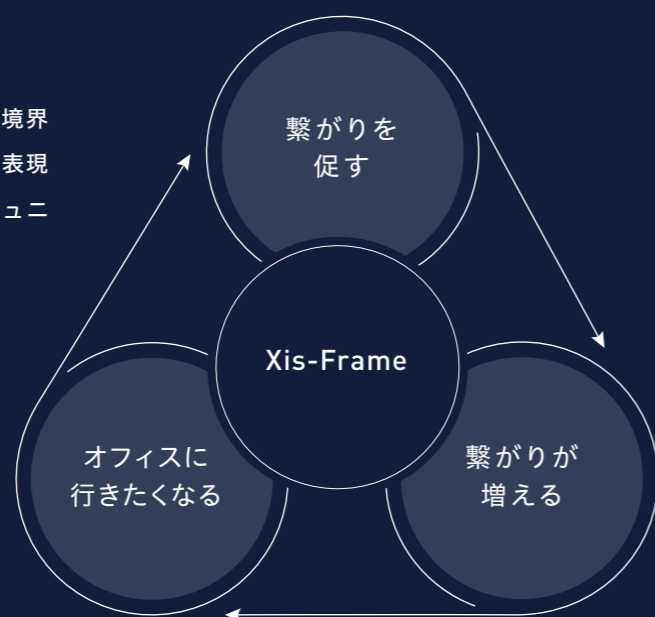 境界
表現
ュニ
繋がりを
促す
Xis-Frame
オフィスに
行きたくなる
繋がりが
増える